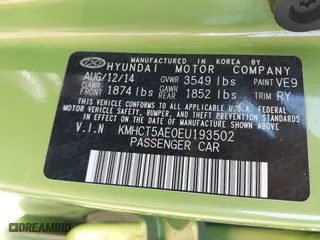 MANUFACTURED IN KOREA BY
HYUNDAI MOTOR COMPANY
AUG/12/14 GVWR 3549 lbs PAINT VE9
GAWR FRONT 1874 lbs GAWR REAR 1852 lbs TRIM RY
THIS VEHICLE CONFORMS TO ALL APPLICABLE
U.S. FEDERAL MOTOR VEHICLE SAFETY,
BUMPER, AND THEFT PREVENTION STANDARDS
IN EFFECT ON THE DATE OF MANUFACTURE
SHOWN ABOVE.
V.I.N KMHCT5AE0EU193502
PASSENGER CAR
DREAMBID